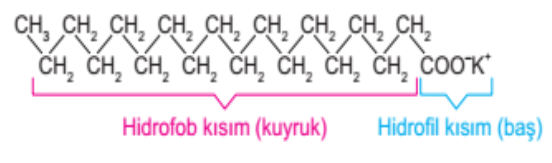 CH₃ CH₂ CH₂ CH₂ CH₂ CH₂ CH₂ CH₂ CH₂
CH₂ CH₂ CH₂ CH₂ CH₂ CH₂ CH₂ CH₂ COO⁻K⁺
Hidrofob kısım (kuyruk) Hidrofil kısım (baş)